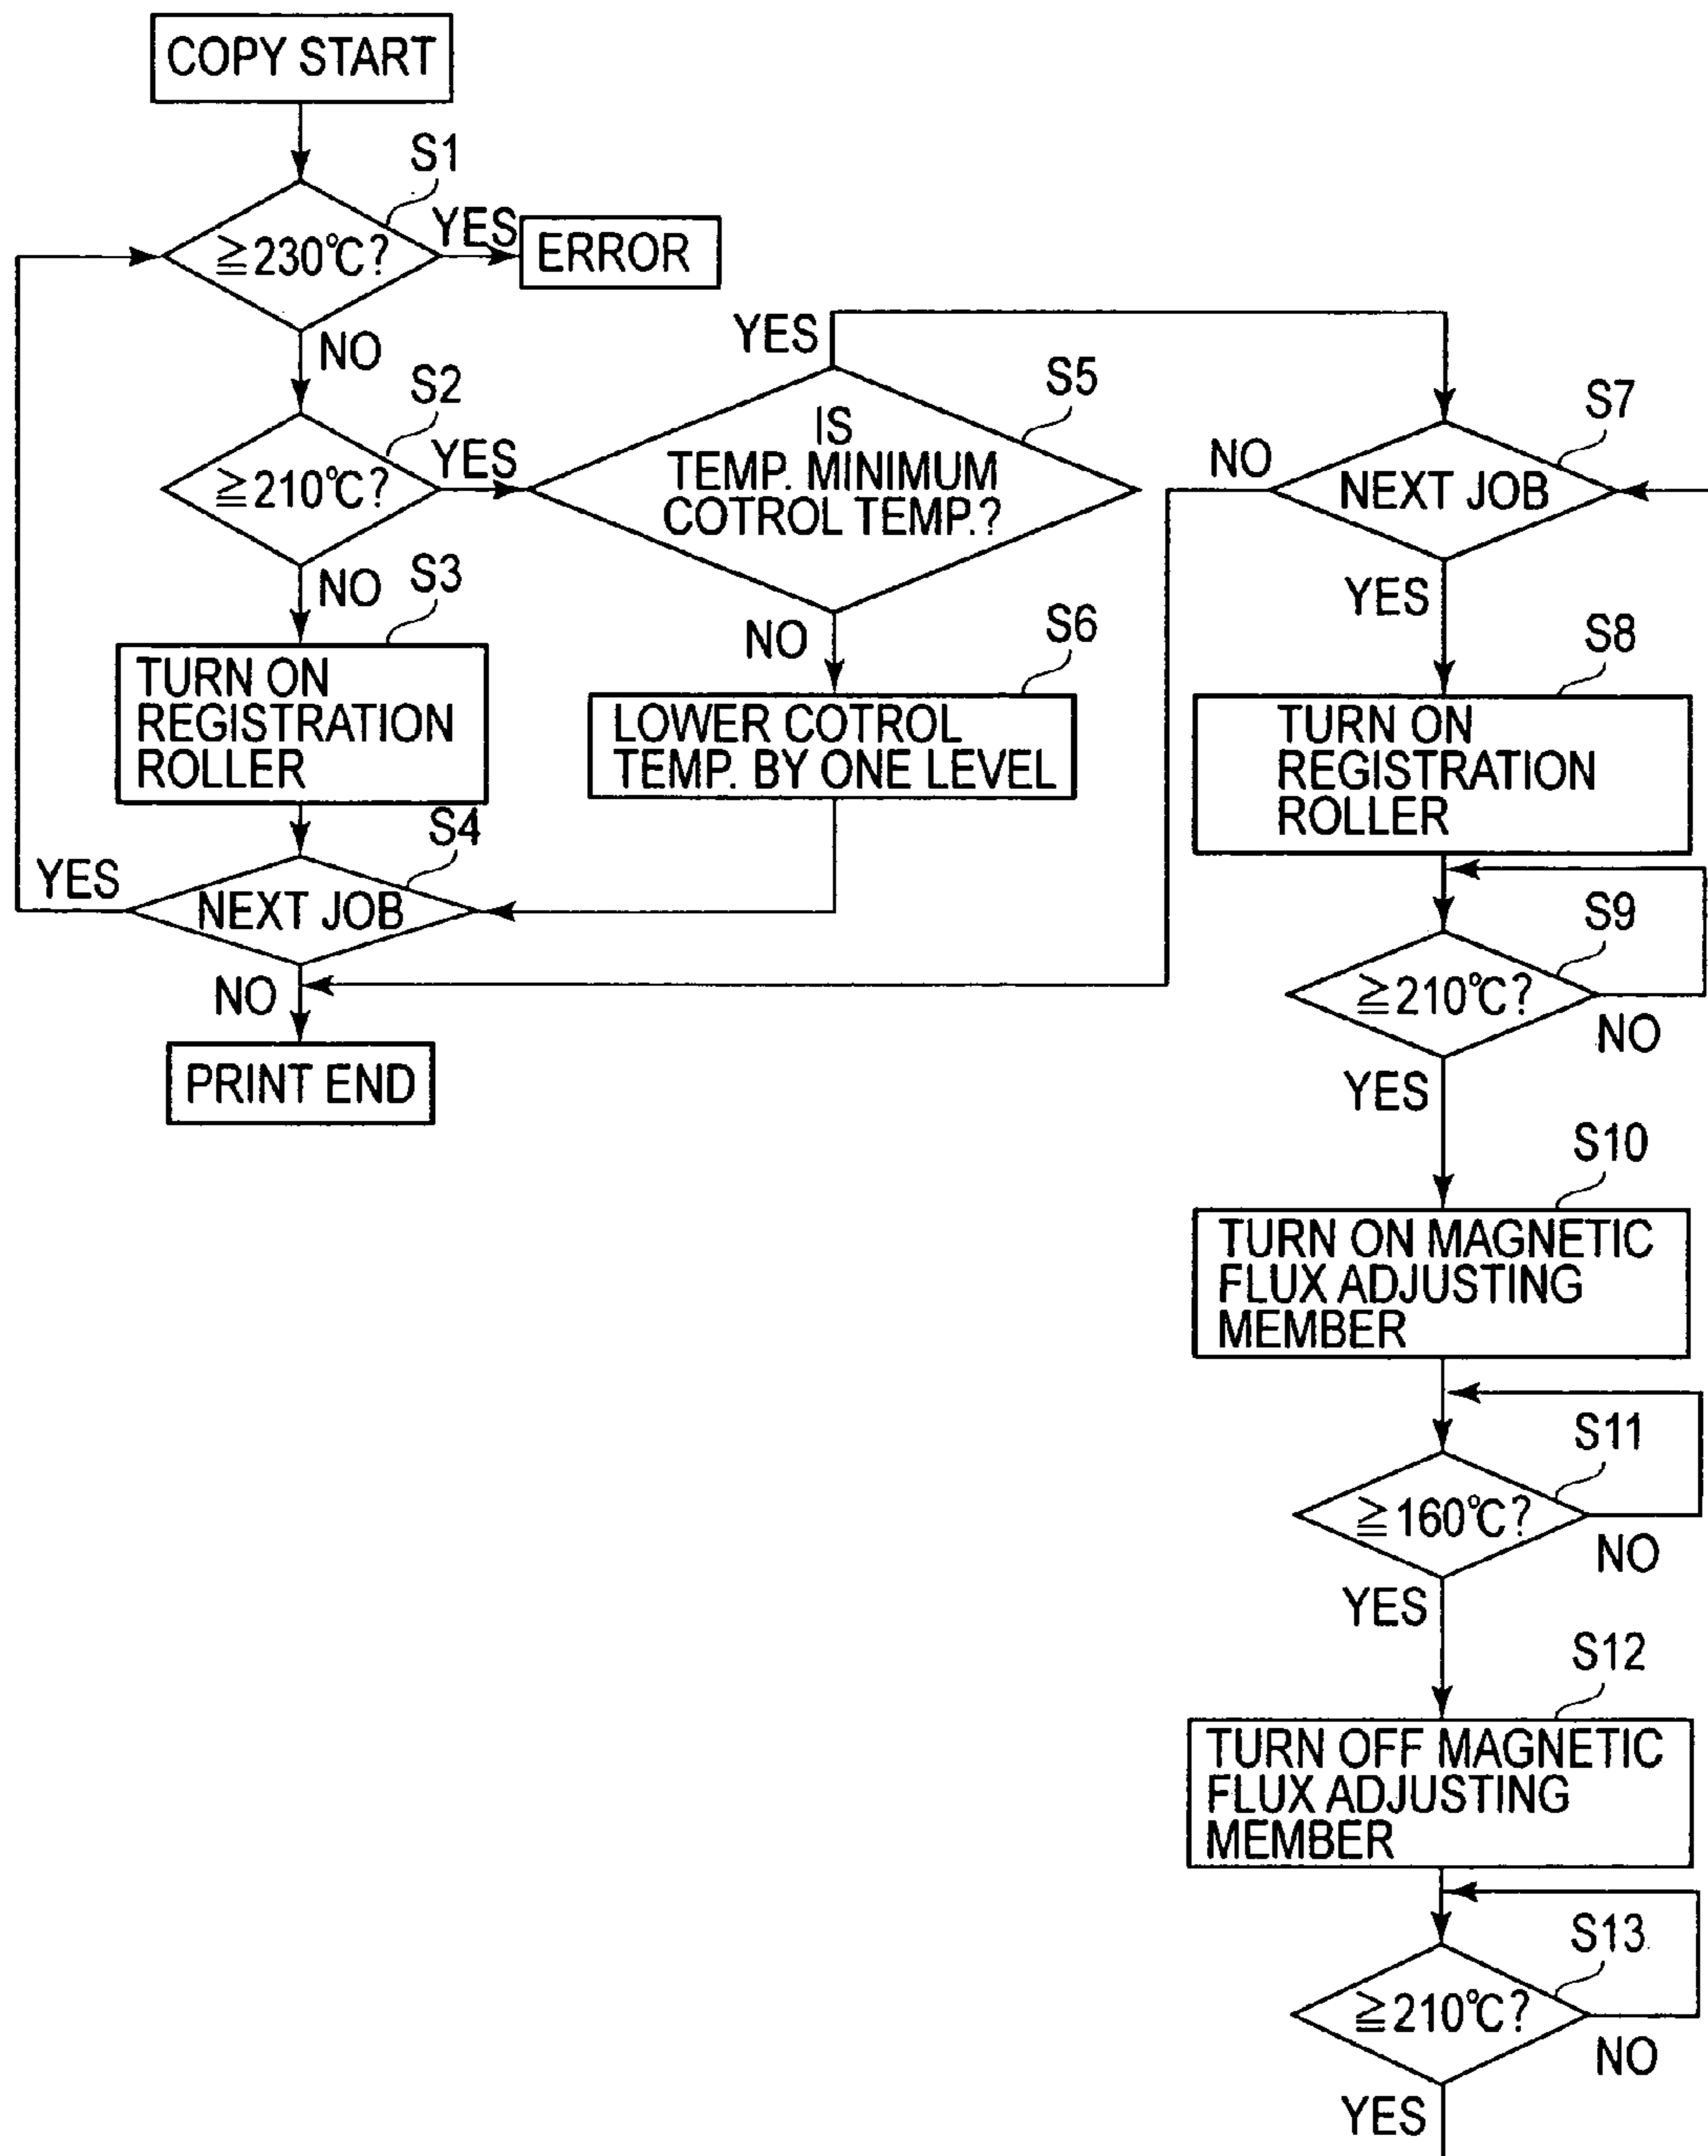 COPY START
S1
≧230℃?
YES
ERROR
NO
S2
≧210℃?
YES
NO
S3
TURN ON
REGISTRATION
ROLLER
S4
YES
NEXT JOB
NO
PRINT END
YES
S5
IS
TEMP. MINIMUM
COTROL TEMP.?
NO
S6
LOWER COTROL
TEMP. BY ONE LEVEL
S7
NO
NEXT JOB
YES
S8
TURN ON
REGISTRATION
ROLLER
S9
≧210℃?
NO
YES
S10
TURN ON MAGNETIC
FLUX ADJUSTING
MEMBER
S11
≧160℃?
NO
YES
S12
TURN OFF MAGNETIC
FLUX ADJUSTING
MEMBER
S13
≧210℃?
NO
YES